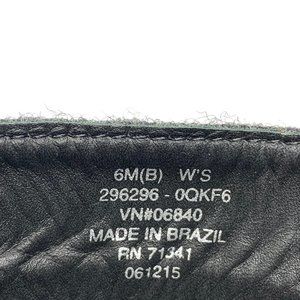 6M(B) W'S
296296 - 0QKF6
VN#06840
MADE IN BRAZIL
RN 71341
061215